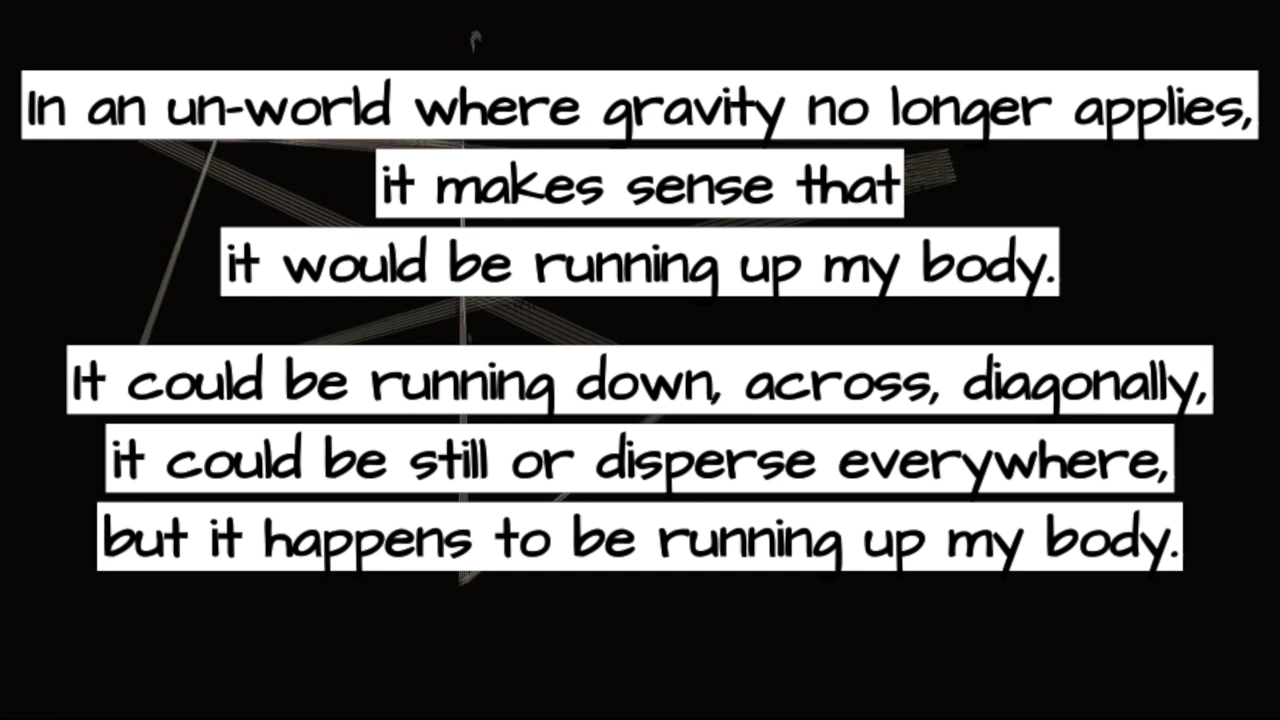 In an un-world where gravity no longer applies,
it makes sense that
it would be running up my body.
It could be running down, across, diagonally,
it could be still or disperse everywhere,
but it happens to be running up my body.